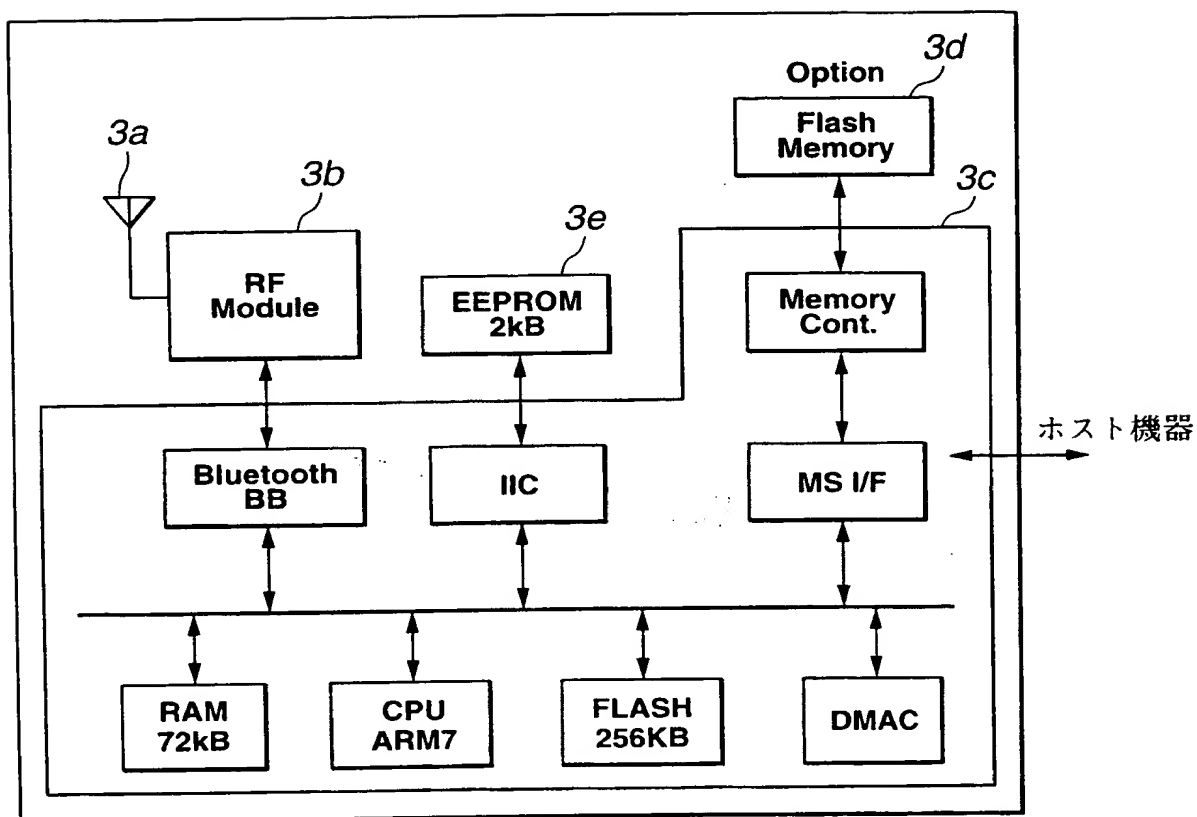 Option
3d
Flash
Memory
3a
3b
3e
3c
RF
Module
EEPROM
2kB
Memory
Cont.
ホスト機器
Bluetooth
BB
IIC
MS I/F
RAM
72kB
CPU
ARM7
FLASH
256KB
DMAC